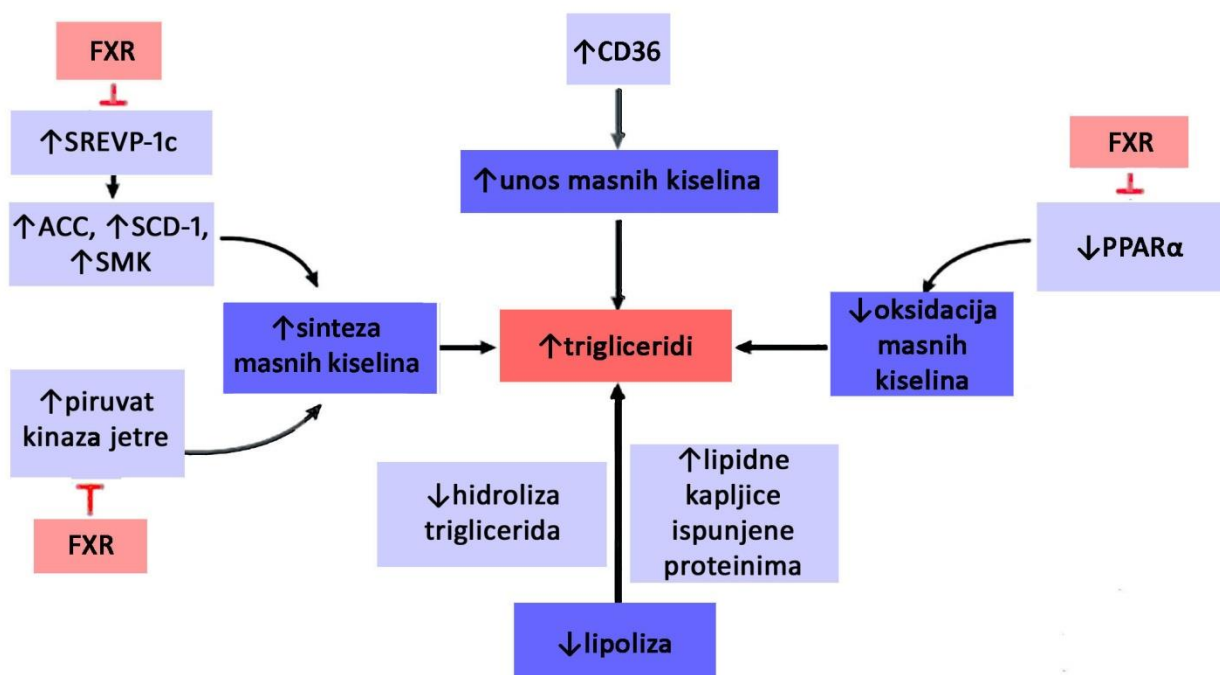 FXR
↑SREVP-1c
↑ACC, ↑SCD-1,
↑SMK
↑sinteza
masnih kiselina
↑piruvat
kinaza jetre
FXR
↑CD36
↑unos masnih kiselina
↑trigliceridi
↓hidroliza
triglicerida
↑lipidne
kapljice
ispunjene
proteinima
↓lipoliza
FXR
↓PPARα
↓oksidacija
masnih
kiselina